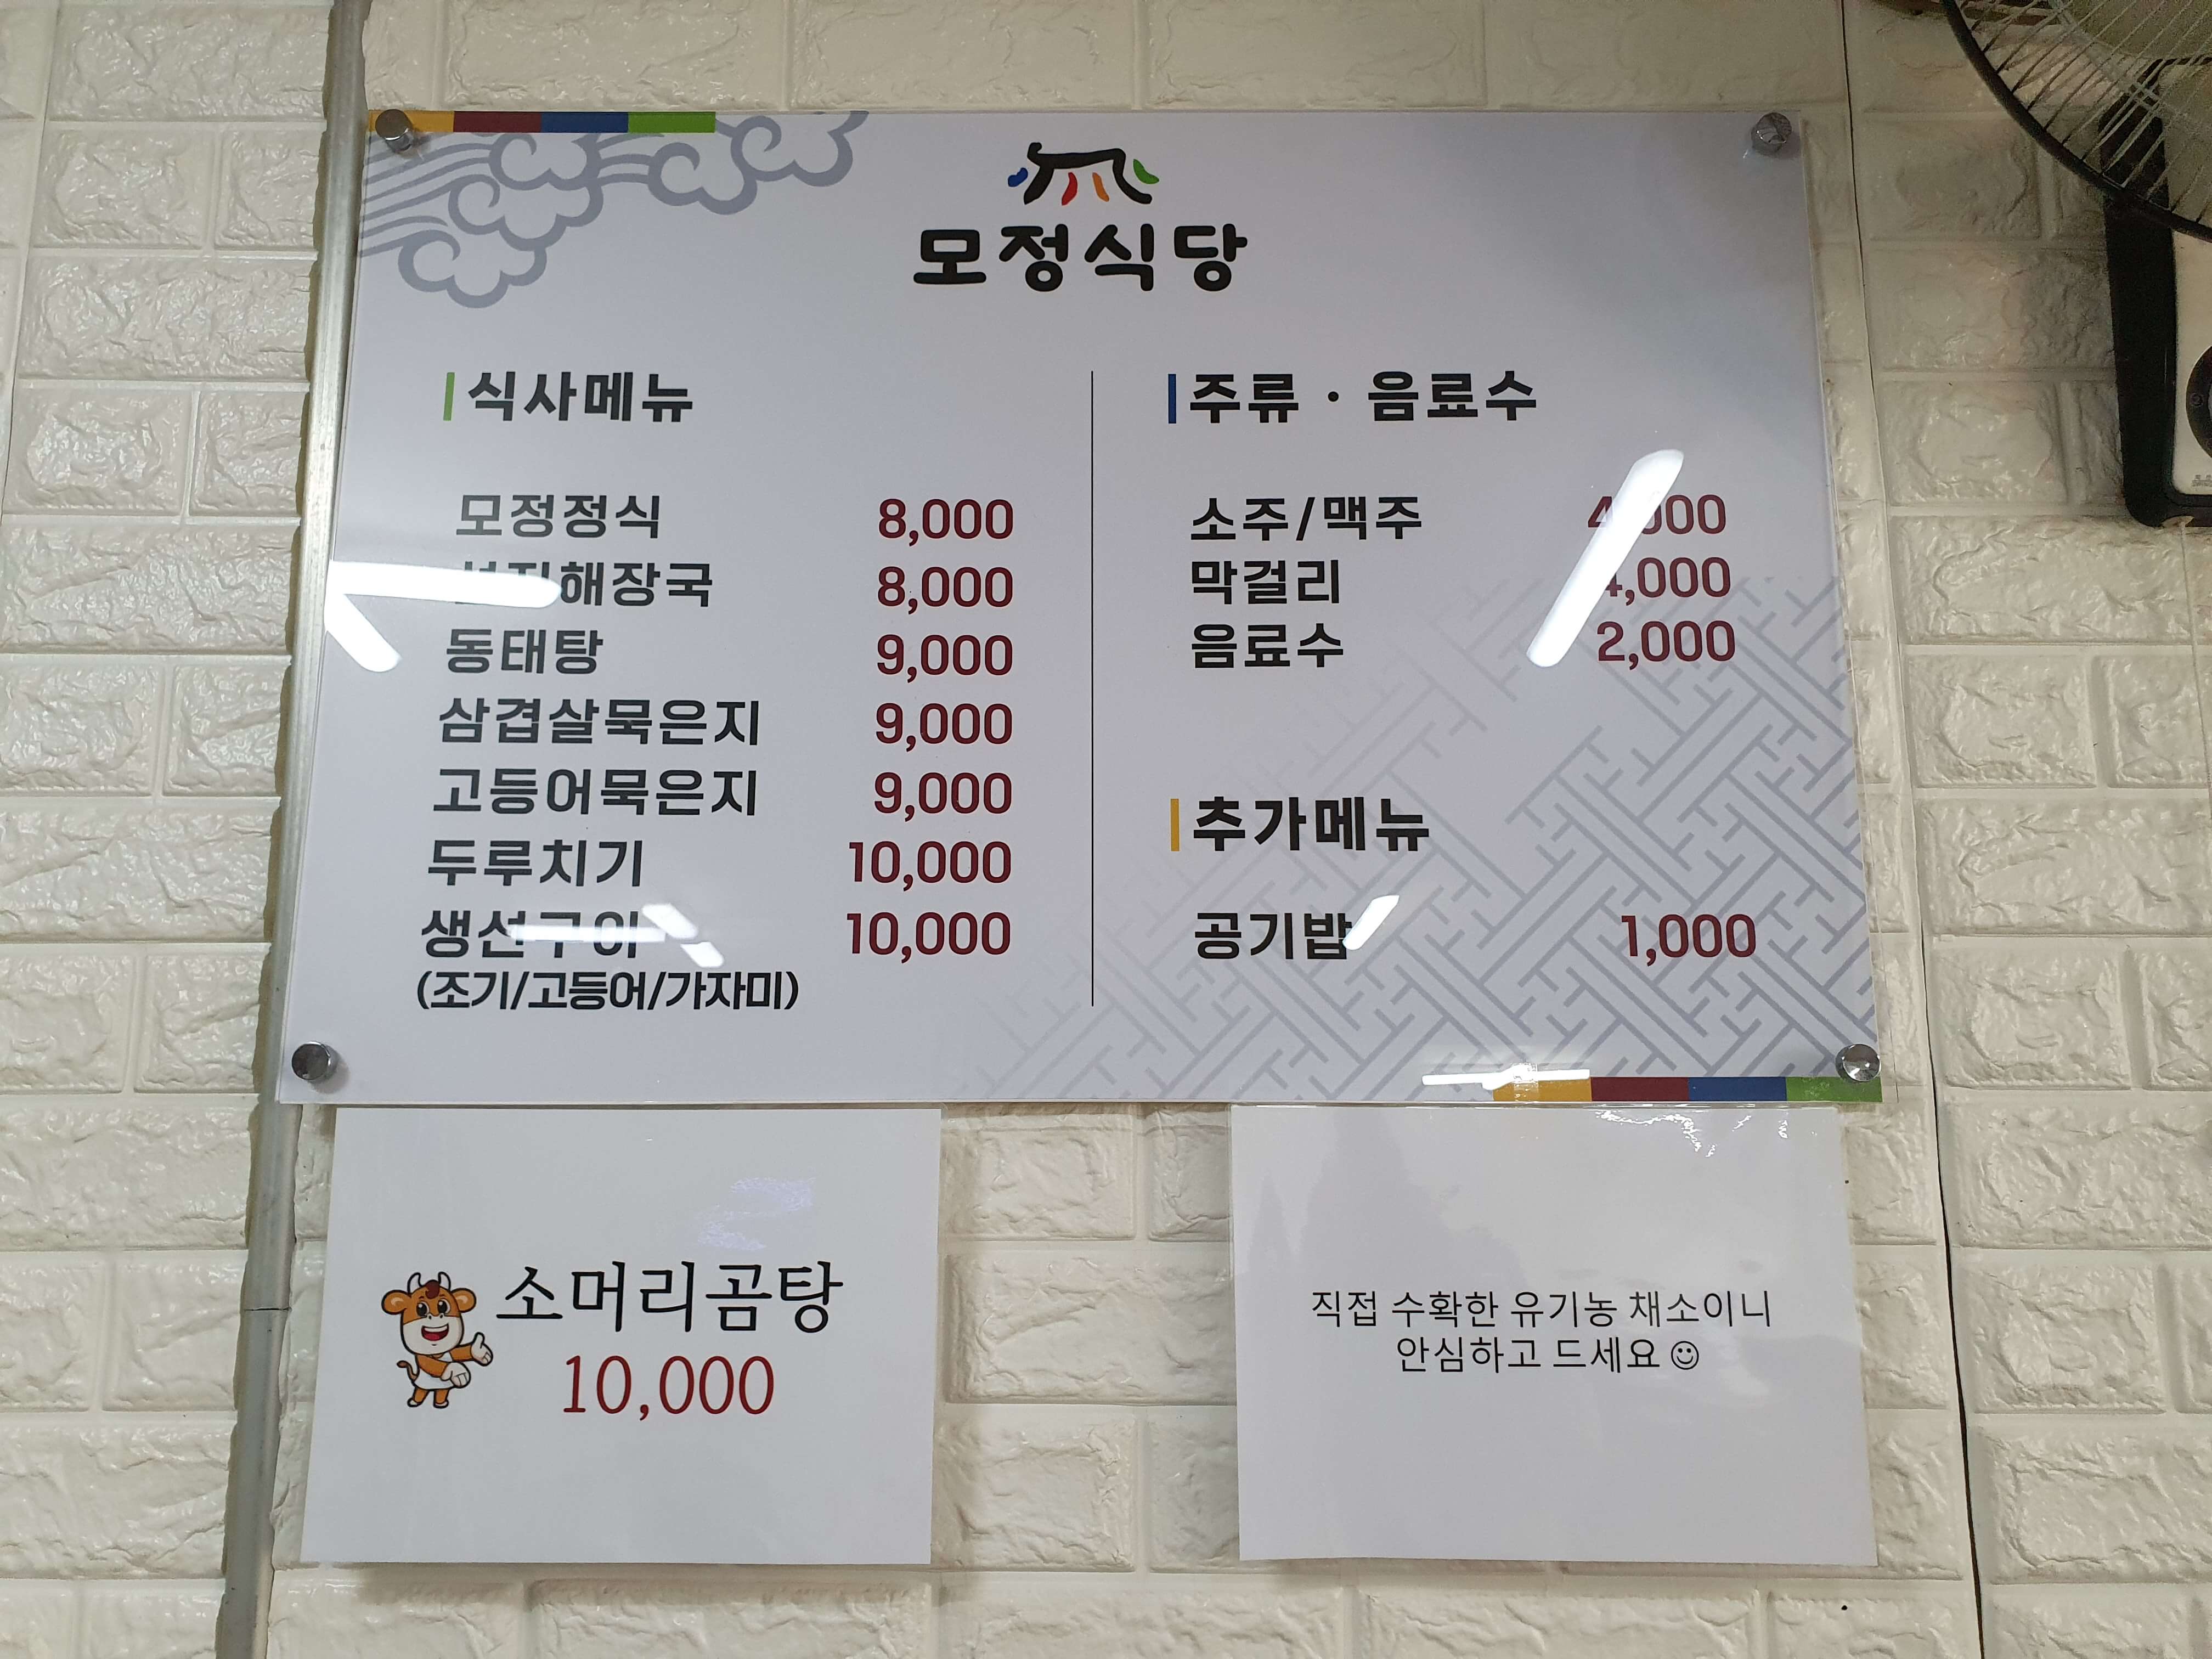 모정식당
식사메뉴
모정정식 8,000
선지해장국 8,000
동태탕 9,000
삼겹살묵은지 9,000
고등어묵은지 9,000
두루치기 10,000
생선구이 10,000
(조기/고등어/가자미)
주류 · 음료수
소주/맥주 4,000
막걸리 4,000
음료수 2,000
추가메뉴
공기밥 1,000
소머리곰탕
10,000
직접 수확한 유기농 채소이니
안심하고 드세요 ☺